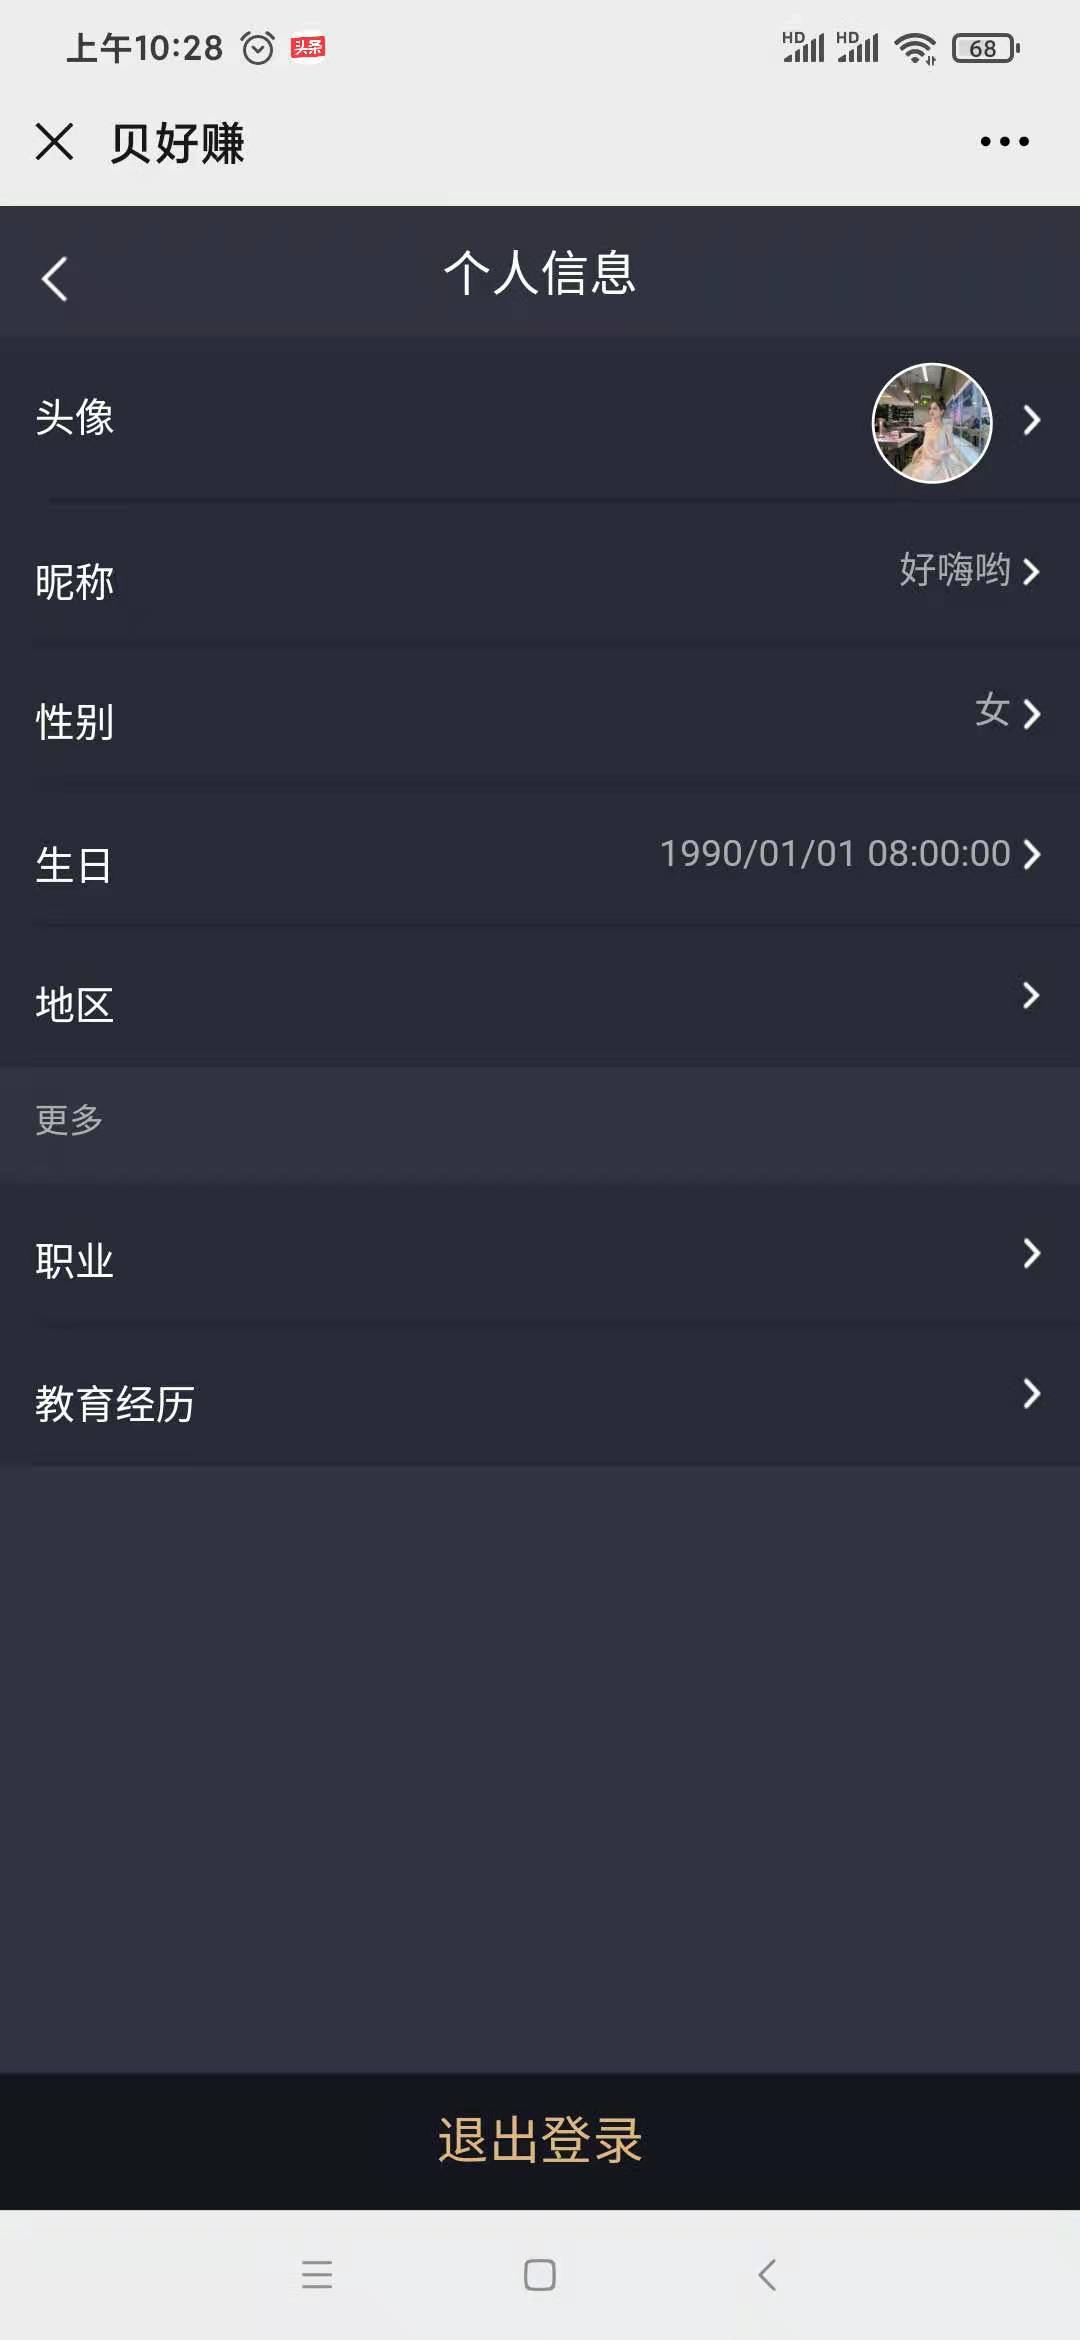 上午10:28 头条 HD HD 68
贝好赚
个人信息
头像
昵称 好嗨哟
性别 女
生日 1990/01/01 08:00:00
地区
更多
职业
教育经历
退出登录